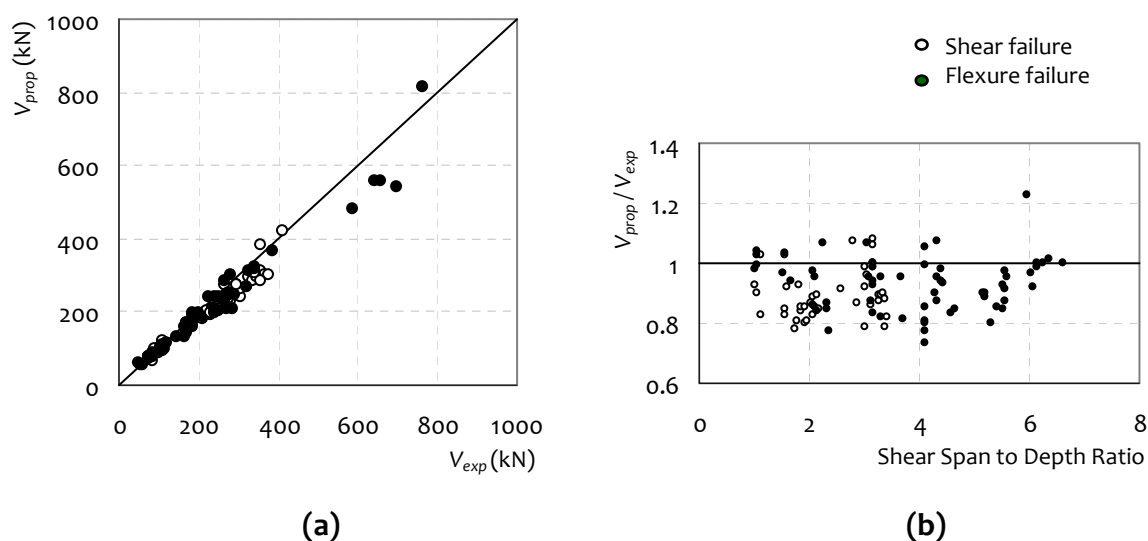 1000
800
600
400
200
0
V_prop (kN)
0 200 400 600 800 1000
V_exp (kN)
(a)
Shear failure
Flexure failure
1.4
1.2
1
0.8
0.6
V_prop / V_exp
0 2 4 6 8
Shear Span to Depth Ratio
(b)